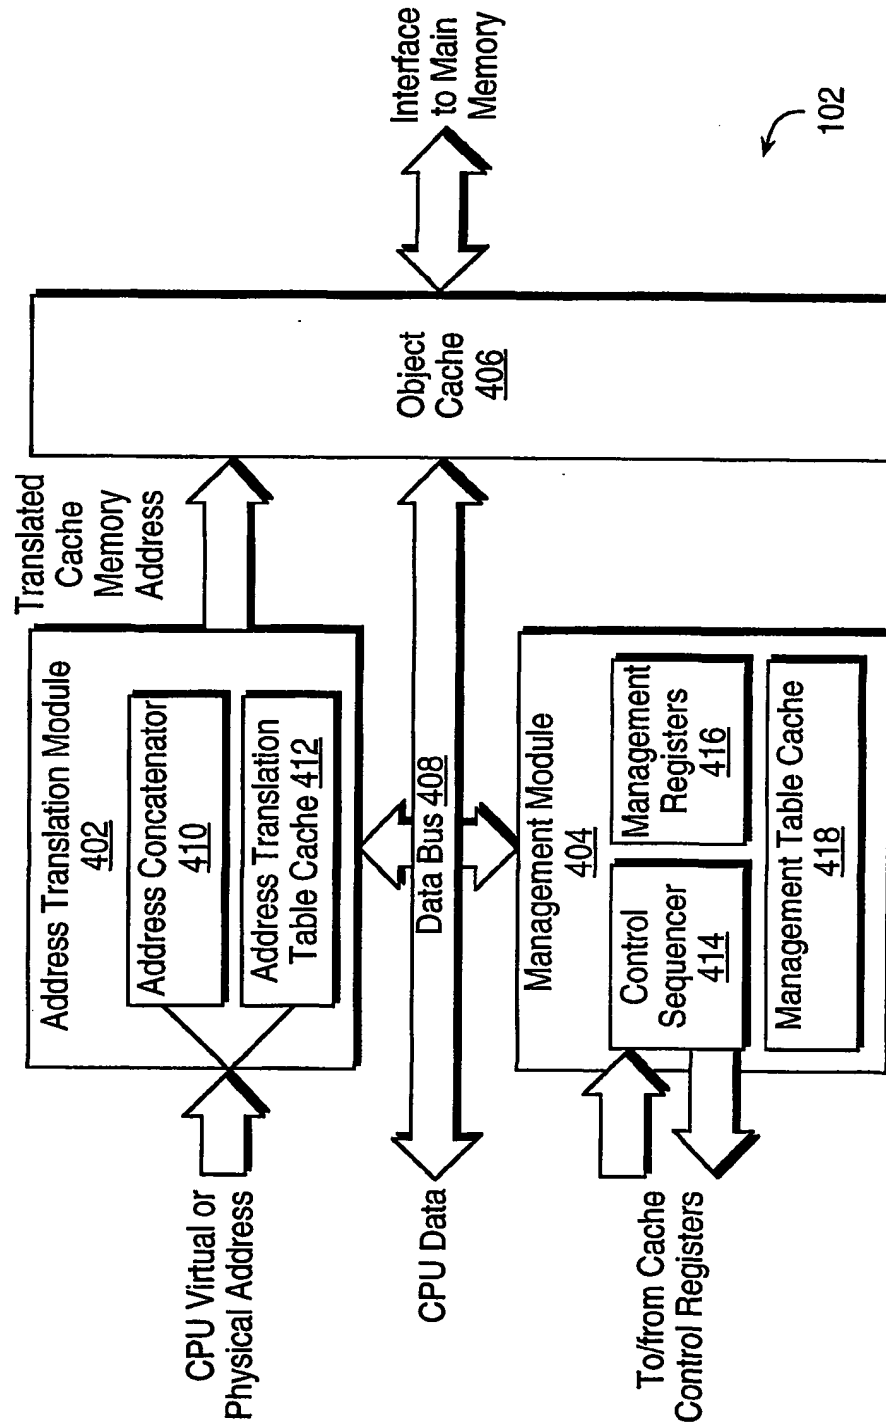 CPU Virtual or
Physical Address
Address Translation Module
402
Address Concatenator
410
Address Translation
Table Cache 412
Translated
Cache
Memory
Address
CPU Data
Data Bus 408
Object
Cache
406
Interface
to Main
Memory
To/from Cache
Control Registers
Management Module
404
Control
Sequencer
414
Management
Registers
416
Management Table Cache
418
102